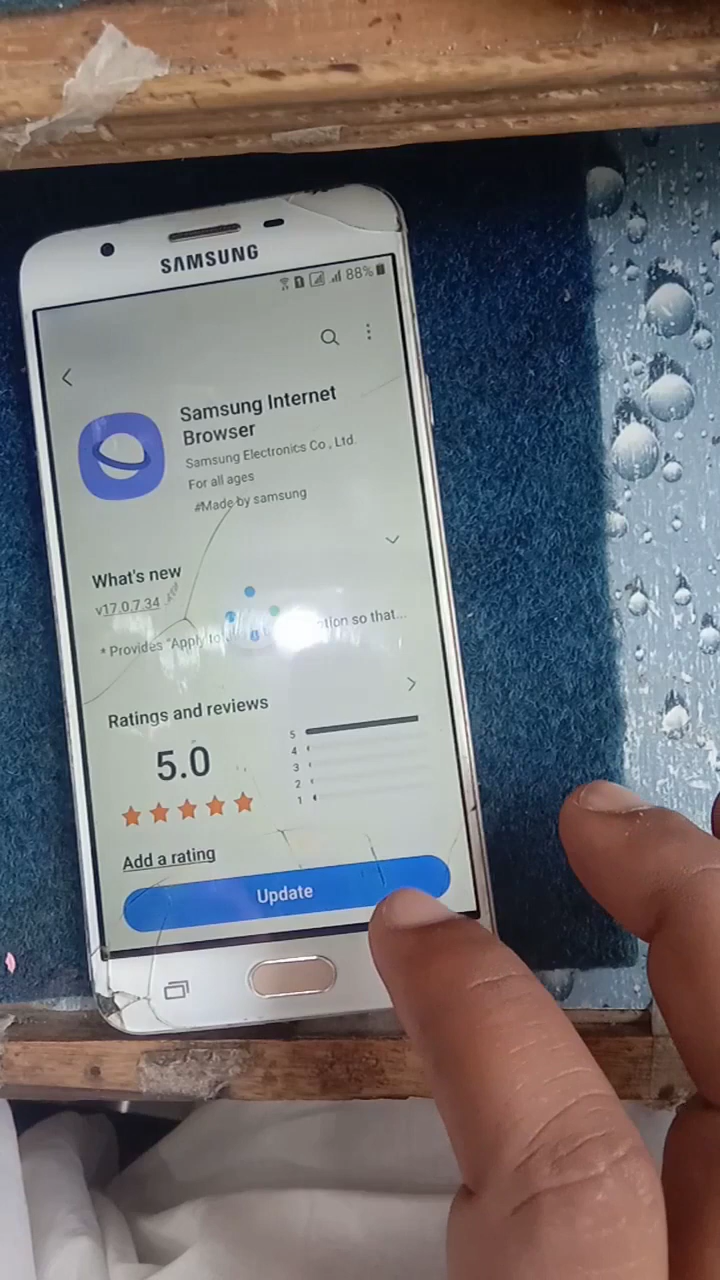 SAMSUNG
88%
Samsung Internet
Browser
Samsung Electronics Co., Ltd.
For all ages
#Made by samsung
What's new
v17.0.7.34
* Provides "Apply to
so that...
Ratings and reviews
5.0
5
4
3
2
1
Add a rating
Update